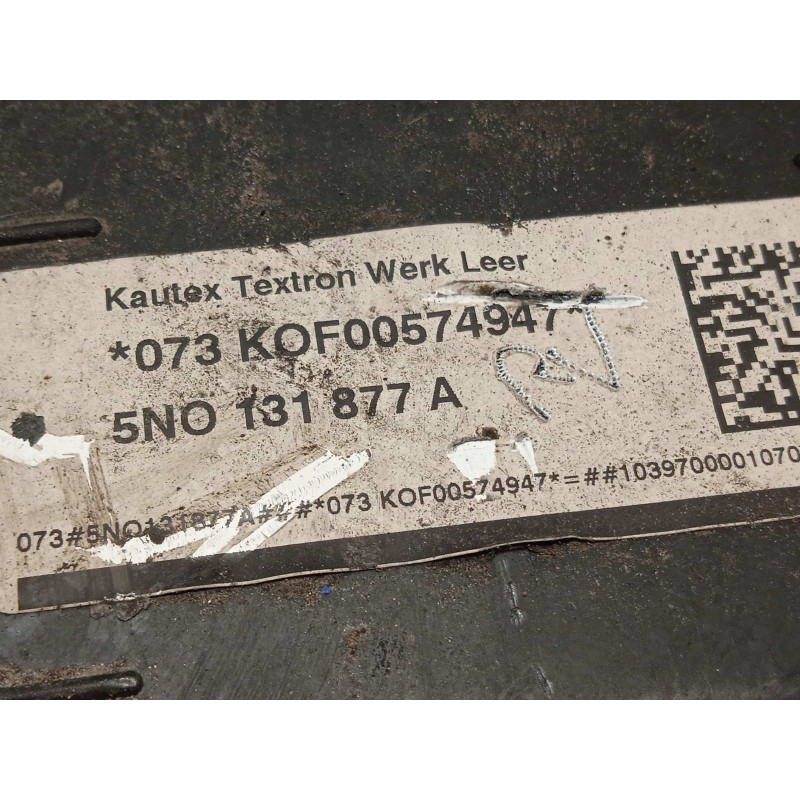 Kautex Textron Werk Leer
*073 KOF00574947*
5NO 131 877 A
073#5NO131877A###*073 KOF00574947*=##1039700001070